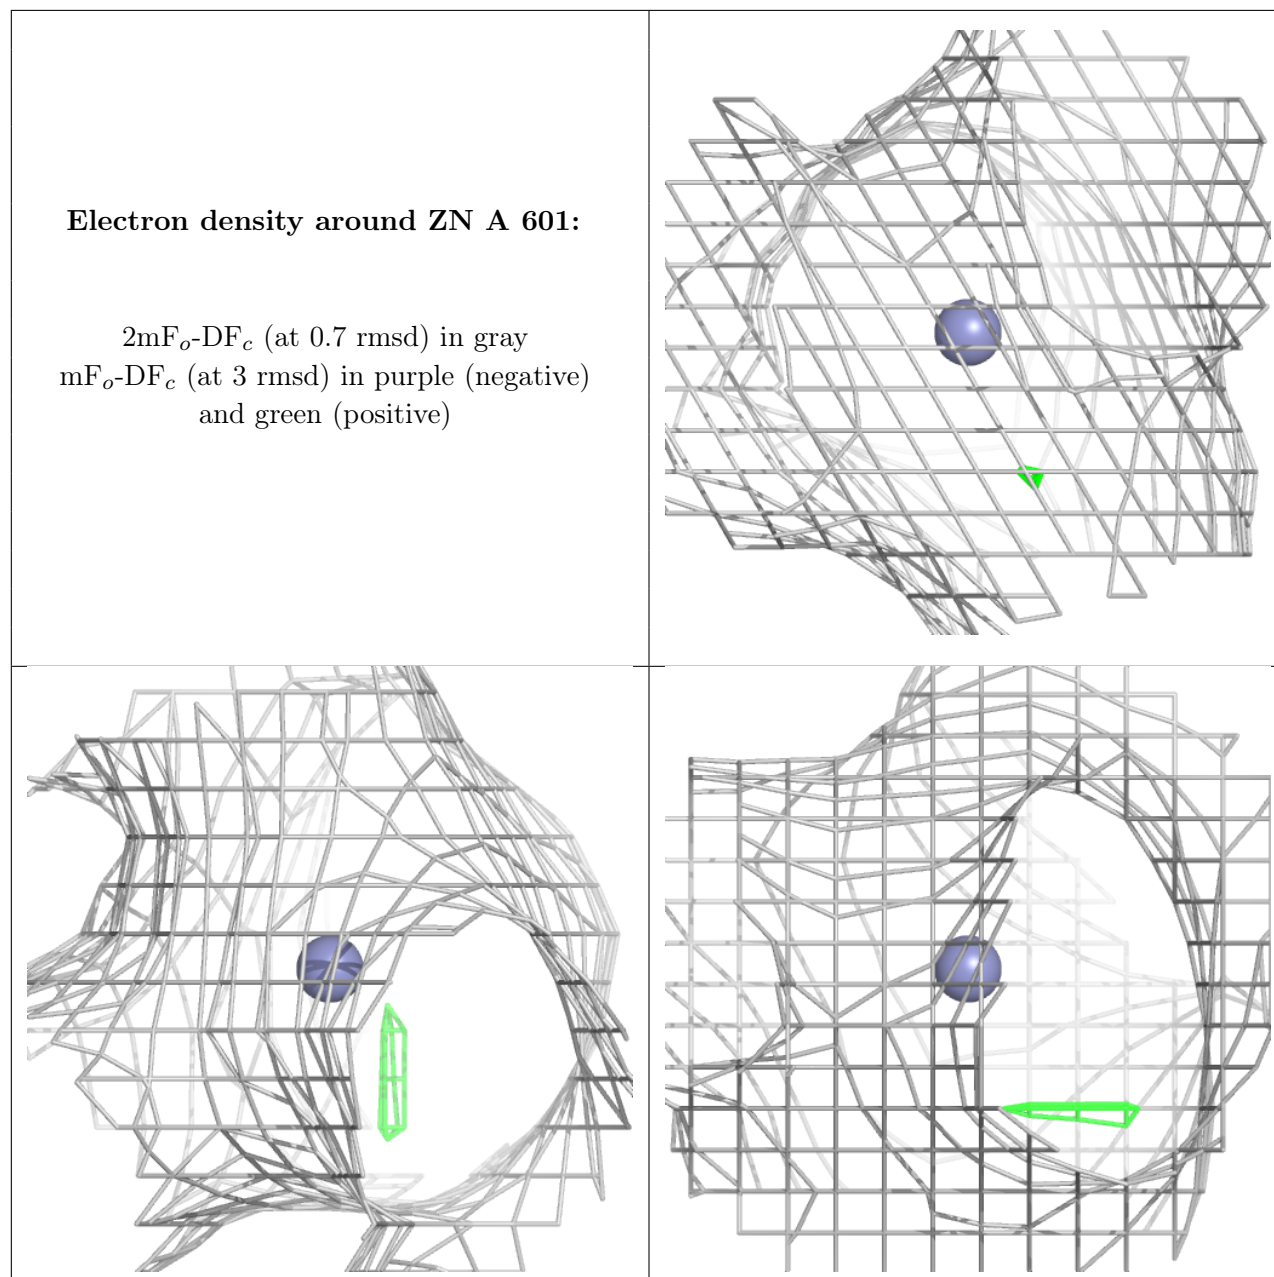 Electron density around ZN A 601:
2mFo-DFc (at 0.7 rmsd) in gray
mFo-DFc (at 3 rmsd) in purple (negative)
and green (positive)